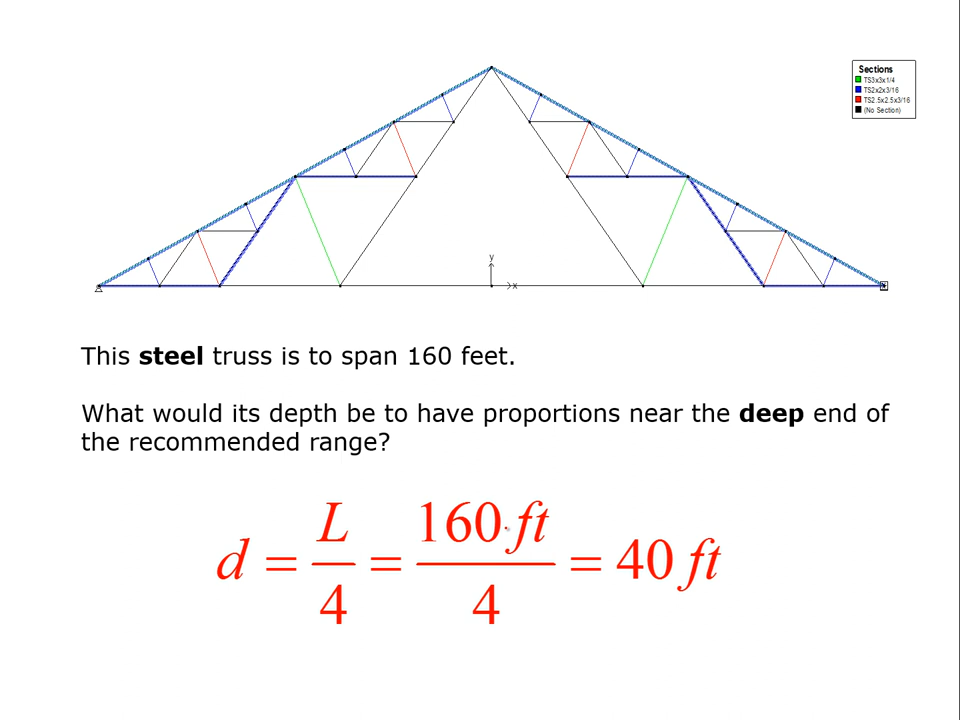 Sections
TS3x3x1/4
TS2x2x3/16
TS2.5x2.5x3/16
(No Section)
y
x
This steel truss is to span 160 feet.
What would its depth be to have proportions near the deep end of
the recommended range?
d = L/4 = 160 ft/4 = 40 ft